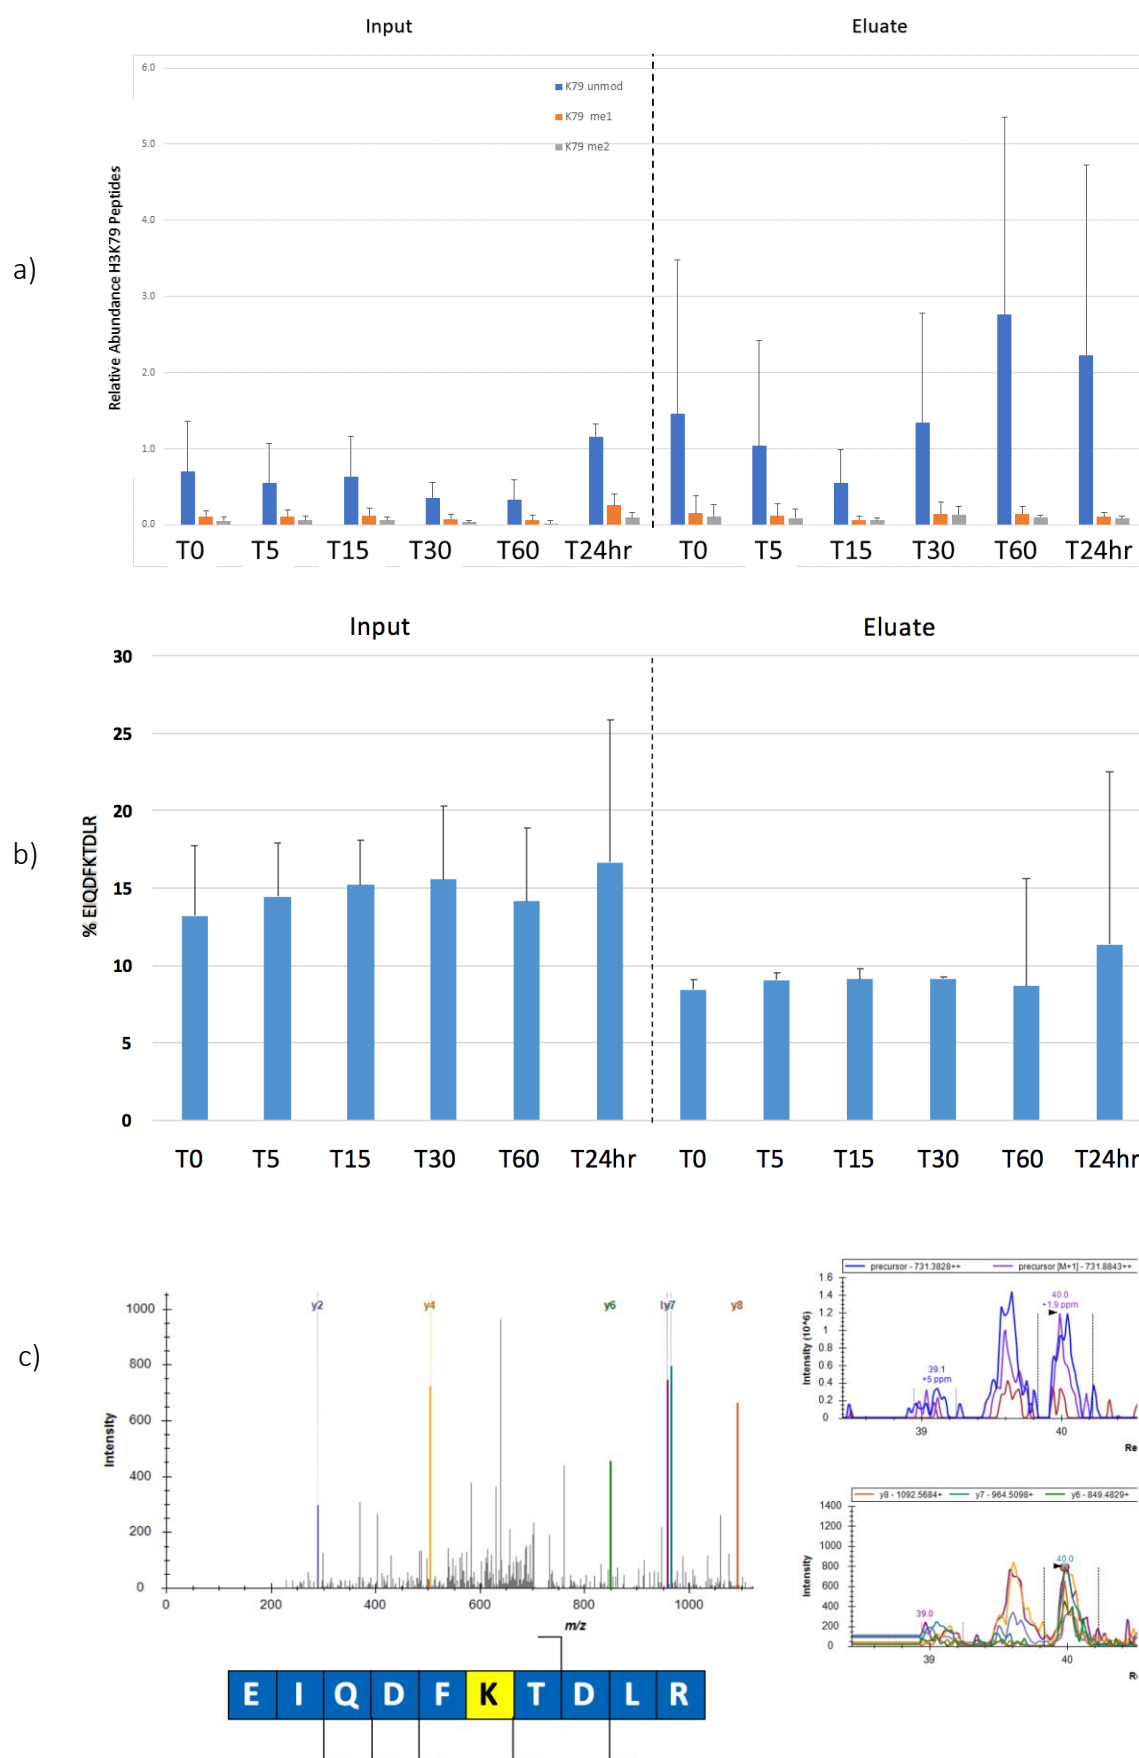 Input Eluate
6.0
K79 unmod
K79 me1
K79 me2
5.0
4.0
3.0
2.0
1.0
0.0
Relative Abundance H3K79 Peptides
a)
T0 T5 T15 T30 T60 T24hr T0 T5 T15 T30 T60 T24hr
Input Eluate
30
25
20
15
10
5
0
% EIQDFKTDLR
b)
T0 T5 T15 T30 T60 T24hr T0 T5 T15 T30 T60 T24hr
c)
y2 y4 y6 y7 y8
1000
800
600
400
200
0
Intensity
0 200 400 600 800 1000
m/z
precursor - 731.3828++ precursor [M+1] - 731.8843++
1.6
1.4
1.2
1
0.8
0.6
0.4
0.2
0
Intensity (10^6)
40.0
+1.9 ppm
39.1
+5 ppm
39 40
Re
y8 - 1092.5684+ y7 - 964.5098+ y6 - 849.4829+
1400
1200
1000
800
600
400
200
0
Intensity
40.0
39.0
39 40
R
E I Q D F K T D L R